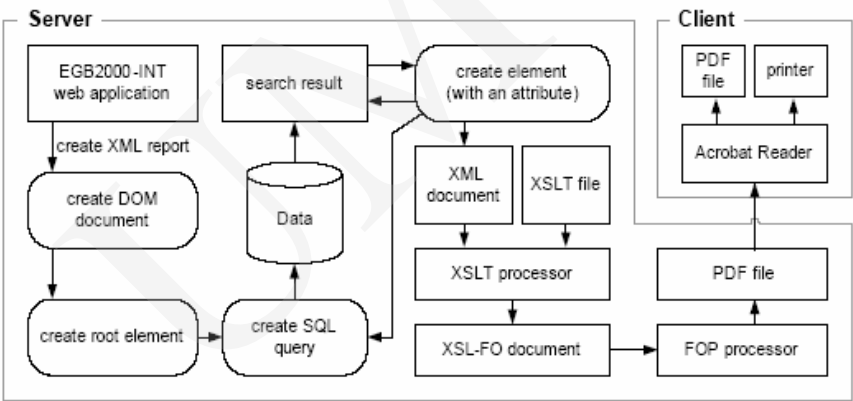 Server
EGB2000-INT
web application
create XML report
create DOM
document
create root element
search result
Data
create SQL
query
create element
(with an attribute)
XML
document
XSLT file
XSLT processor
XSL-FO document
FOP processor
PDF file
Client
PDF
file
printer
Acrobat Reader
UM